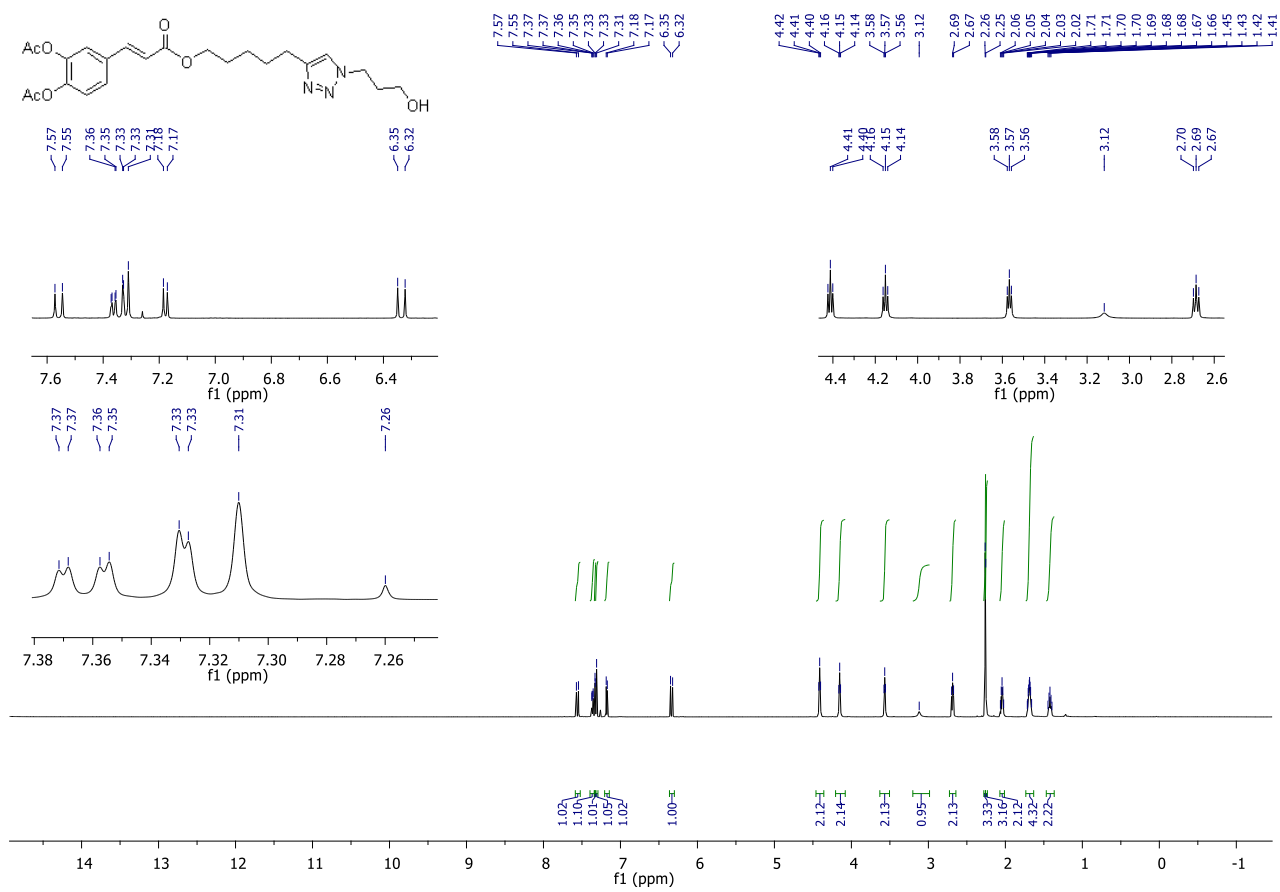 7.57 7.55 7.37 7.37 7.36 7.35 7.33 7.33 7.31 7.18 7.17 6.35 6.32
4.42 4.41 4.40 4.16 4.15 4.14 3.58 3.57 3.56 3.12 2.69 2.67 2.26 2.25 2.06 2.05 2.04 2.03 2.02 1.71 1.71 1.70 1.70 1.69 1.68 1.68 1.67 1.66 1.45 1.43 1.42 1.41
O
AcO
O
AcO
N
N
N
OH
7.57 7.55 7.36 7.35 7.33 7.33 7.31 7.18 7.17 6.35 6.32
4.41 4.40 4.16 4.15 4.14 3.58 3.57 3.56 3.12 2.70 2.69 2.67
7.6 7.4 7.2 7.0 6.8 6.6 6.4
f1 (ppm)
4.4 4.2 4.0 3.8 3.6 3.4 3.2 3.0 2.8 2.6
f1 (ppm)
7.37 7.37 7.36 7.35 7.33 7.33 7.31 7.26
7.38 7.36 7.34 7.32 7.30 7.28 7.26
f1 (ppm)
1.02 1.10 1.01 1.05 1.02 1.00 2.12 2.14 2.13 0.95 2.13 3.33 3.16 2.12 4.32 2.22
14 13 12 11 10 9 8 7 6 5 4 3 2 1 0 -1
f1 (ppm)